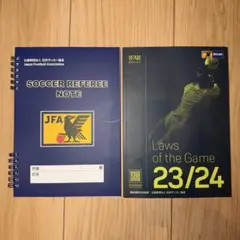 公益財団法人 日本サッカー協会
Japan Football Association
SOCCER REFEREE
NOTE
JFA
Laws
of the Game
23/24